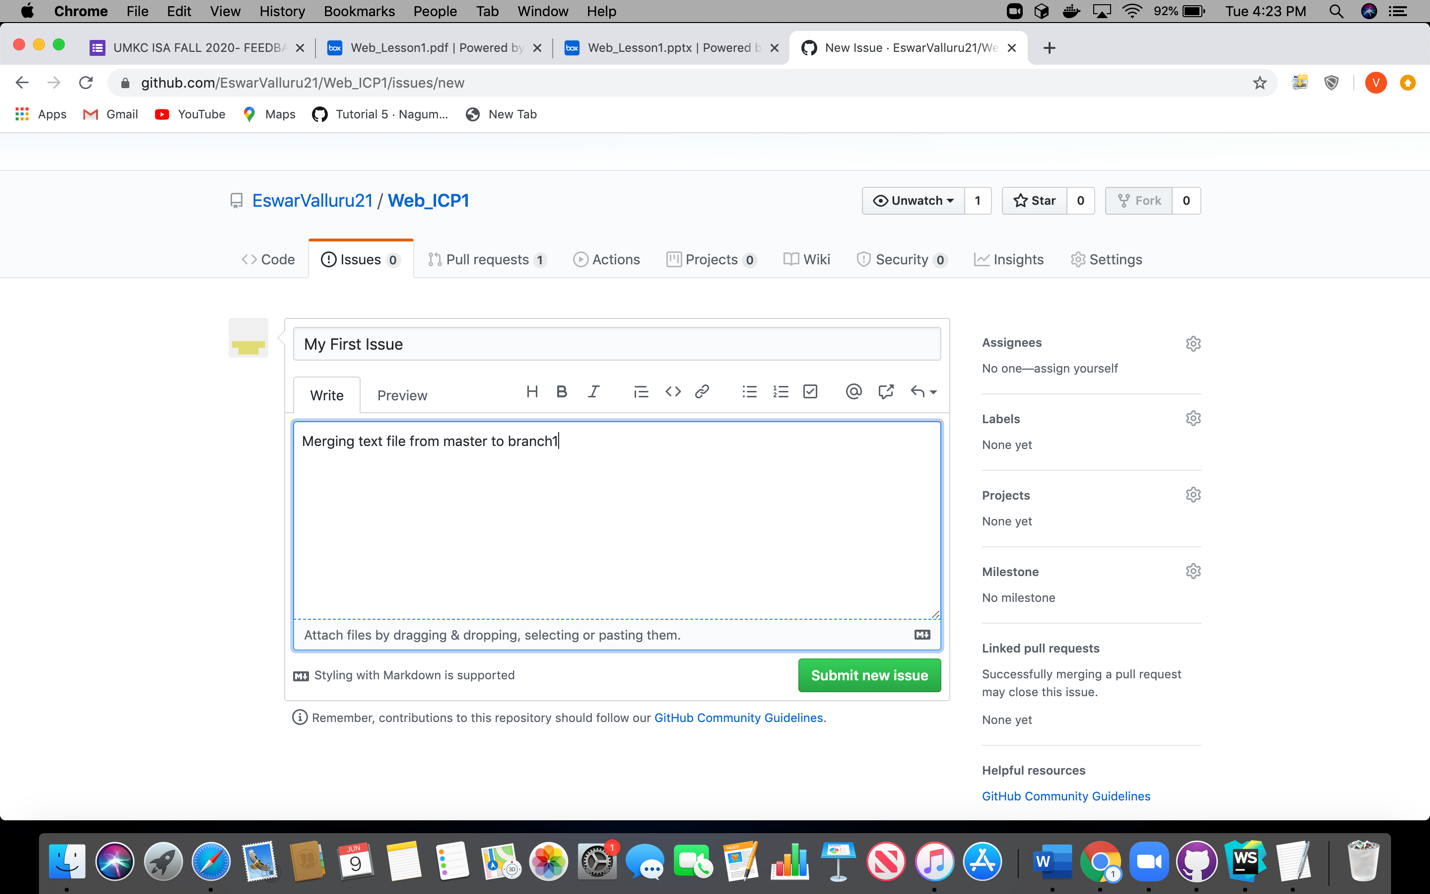 Chrome File Edit View History Bookmarks People Tab Window Help 92% Tue 4:23 PM
UMKC ISA FALL 2020- FEEDBA box Web_Lesson1.pdf | Powered by box Web_Lesson1.pptx | Powered b New Issue · EswarValluru21/We
github.com/EswarValluru21/Web_ICP1/issues/new V
Apps Gmail YouTube Maps Tutorial 5 · Nagum... New Tab
EswarValluru21 / Web_ICP1 Unwatch 1 Star 0 Fork 0
Code Issues 0 Pull requests 1 Actions Projects 0 Wiki Security 0 Insights Settings
My First Issue
Write Preview H B I
Merging text file from master to branch1
Attach files by dragging & dropping, selecting or pasting them.
Styling with Markdown is supported Submit new issue
Remember, contributions to this repository should follow our GitHub Community Guidelines.
Assignees
No one—assign yourself
Labels
None yet
Projects
None yet
Milestone
No milestone
Linked pull requests
Successfully merging a pull request
may close this issue.
None yet
Helpful resources
GitHub Community Guidelines
JUN
9
3D
1
W
1
WS